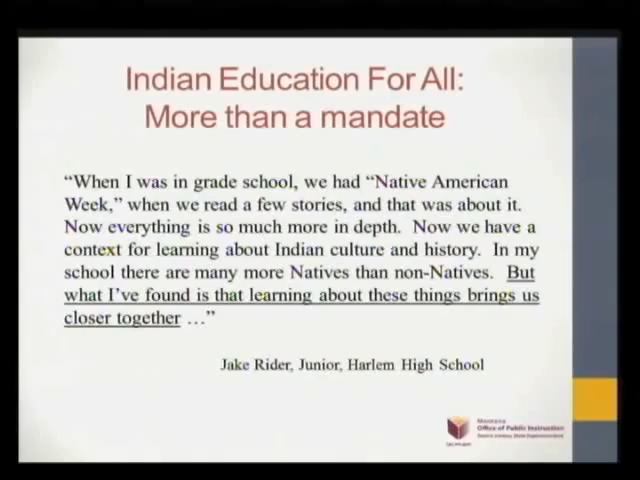 Indian Education For All:
More than a mandate
“When I was in grade school, we had “Native American
Week,” when we read a few stories, and that was about it.
Now everything is so much more in depth.  Now we have a
context for learning about Indian culture and history.  In my
school there are many more Natives than non-Natives.  But
what I’ve found is that learning about these things brings us
closer together …”
Jake Rider, Junior, Harlem High School
Montana
Office of Public Instruction